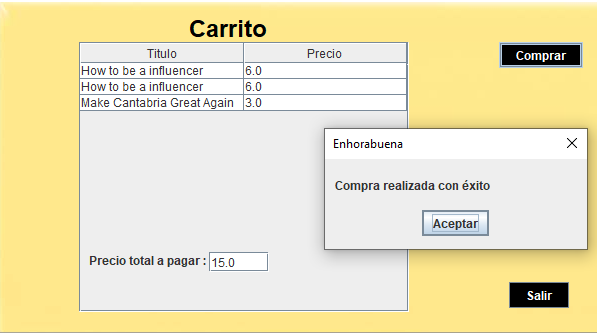 Carrito
Titulo Precio
How to be a influencer 6.0
How to be a influencer 6.0
Make Cantabria Great Again 3.0
Comprar
Enhorabuena
Compra realizada con éxito
Aceptar
Precio total a pagar : 15.0
Salir